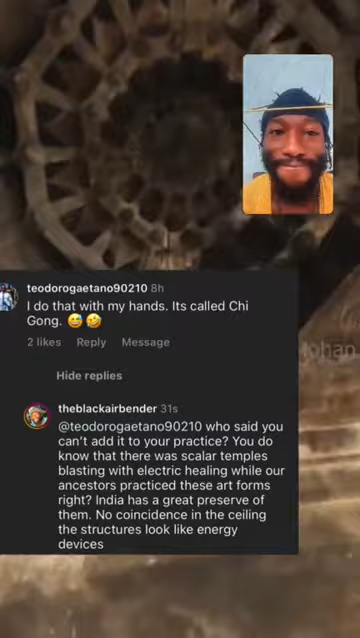 teodorogaetano90210 8h
I do that with my hands. Its called Chi
Gong. 😅 🤣
2 likes Reply Message
Hide replies
theblackairbender 31s
@teodorogaetano90210 who said you
can't add it to your practice? You do
know that there was scalar temples
blasting with electric healing while our
ancestors practiced these art forms
right? India has a great preserve of
them. No coincidence in the ceiling
the structures look like energy
devices